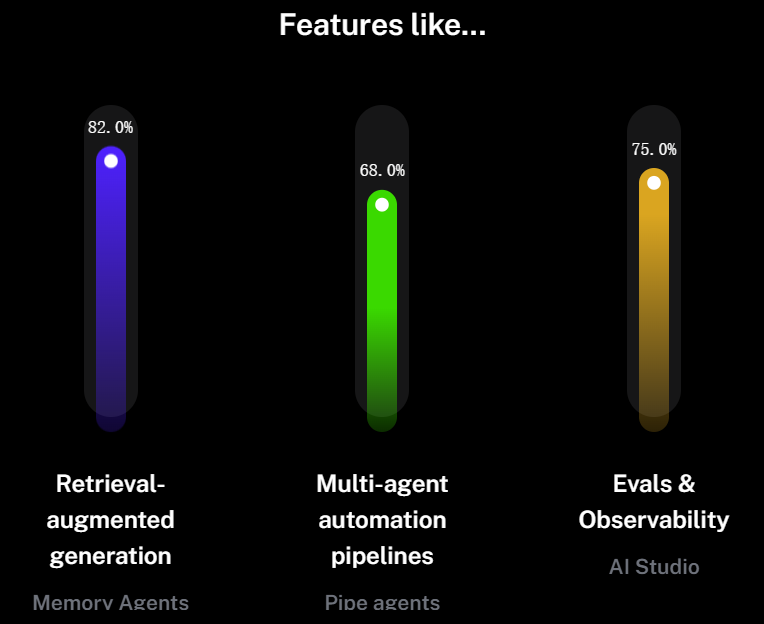 Features like...
82.0%
68.0%
75.0%
Retrieval-
augmented
generation
Memory Agents
Multi-agent
automation
pipelines
Pipe agents
Evals &
Observability
AI Studio